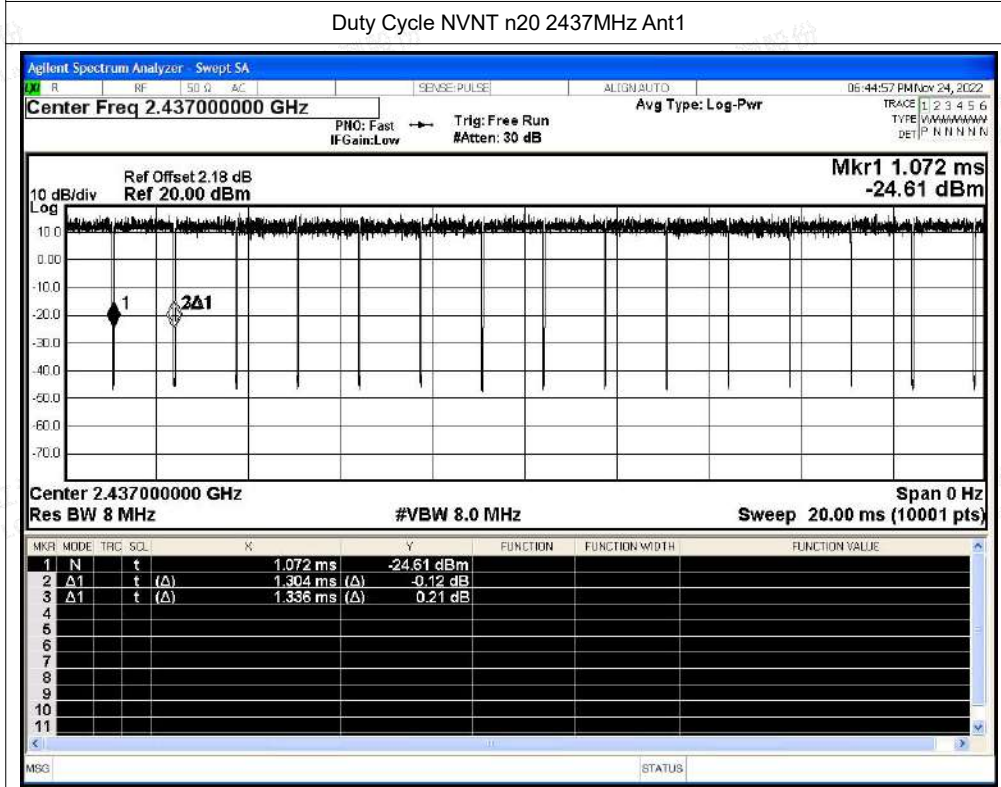 Duty Cycle NVNT n20 2437MHz Ant1
Agilent Spectrum Analyzer - Swept SA
LXI R RF 50 Ω AC SENSE:PULSE ALIGN AUTO 06:44:57 PM Nov 24, 2022
Center Freq 2.437000000 GHz
PNO: Fast
IFGain:Low
Trig: Free Run
#Atten: 30 dB
Avg Type: Log-Pwr
TRACE 1 2 3 4 5 6
TYPE
DET P N N N N N
Mkr1 1.072 ms
-24.61 dBm
Ref Offset 2.18 dB
10 dB/div Ref 20.00 dBm
Log
10.0
0.00
-10.0
-20.0
-30.0
-40.0
-50.0
-60.0
-70.0
1
2Δ1
Center 2.437000000 GHz Span 0 Hz
Res BW 8 MHz #VBW 8.0 MHz Sweep 20.00 ms (10001 pts)
MKR MODE TRC SCL X Y FUNCTION FUNCTION WIDTH FUNCTION VALUE
1 N t 1.072 ms -24.61 dBm
2 Δ1 t (Δ) 1.304 ms (Δ) -0.12 dB
3 Δ1 t (Δ) 1.336 ms (Δ) 0.21 dB
4
5
6
7
8
9
10
11
MSG STATUS